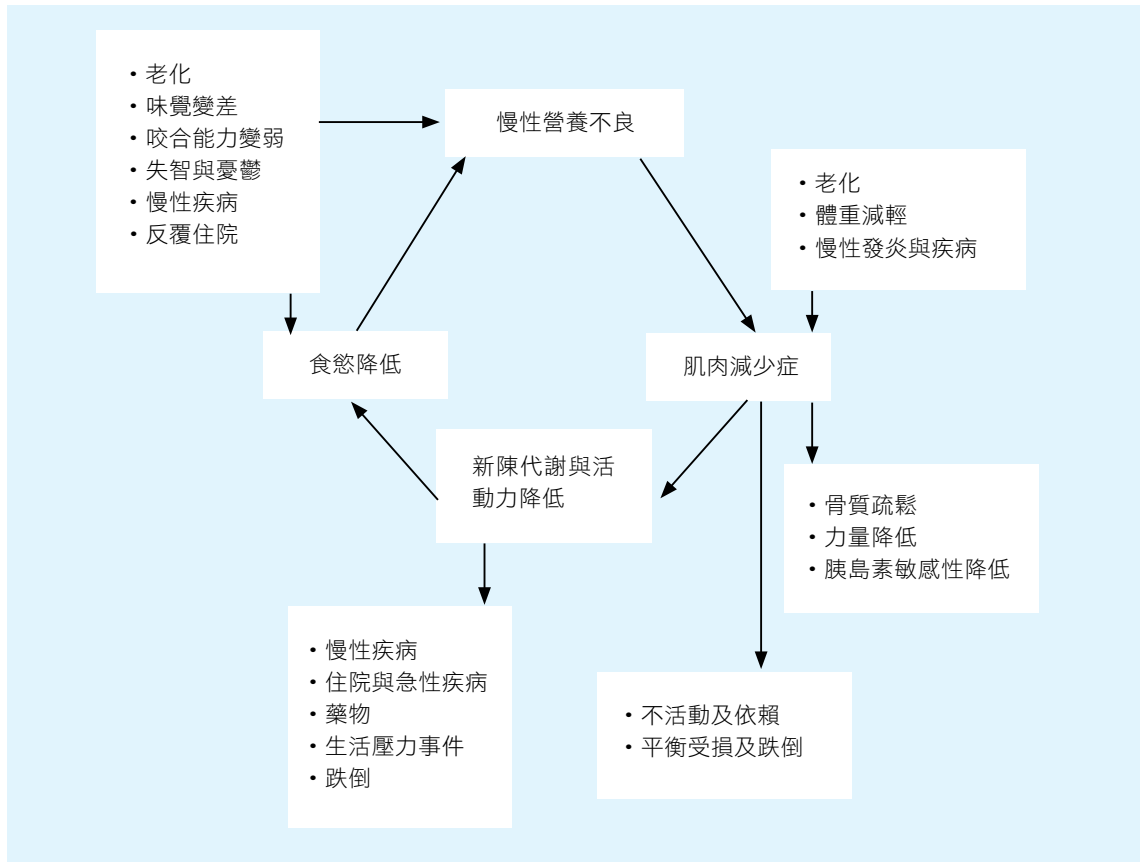 • 老化
• 味覺變差
• 咬合能力變弱
• 失智與憂鬱
• 慢性疾病
• 反覆住院
慢性營養不良
• 老化
• 體重減輕
• 慢性發炎與疾病
食慾降低
肌肉減少症
新陳代謝與活
動力降低
• 骨質疏鬆
• 力量降低
• 胰島素敏感性降低
• 慢性疾病
• 住院與急性疾病
• 藥物
• 生活壓力事件
• 跌倒
• 不活動及依賴
• 平衡受損及跌倒